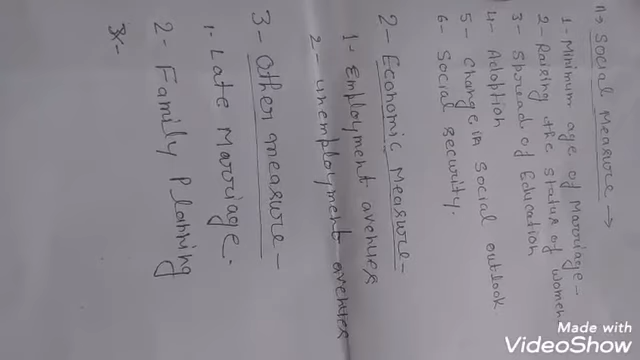 n→ Social Measure →
1- Minimum age of Marriage-
2- Raising the status of women
3- Spread of Education
4- Adoption
5- Change in Social outlook
6- Social Security.
2- Economic Measure-
1- Employment avenues
2- unemployment avenues
3- Other measure-
1- Late Marriage.
2- Family Planning
3-
Made with
VideoShow